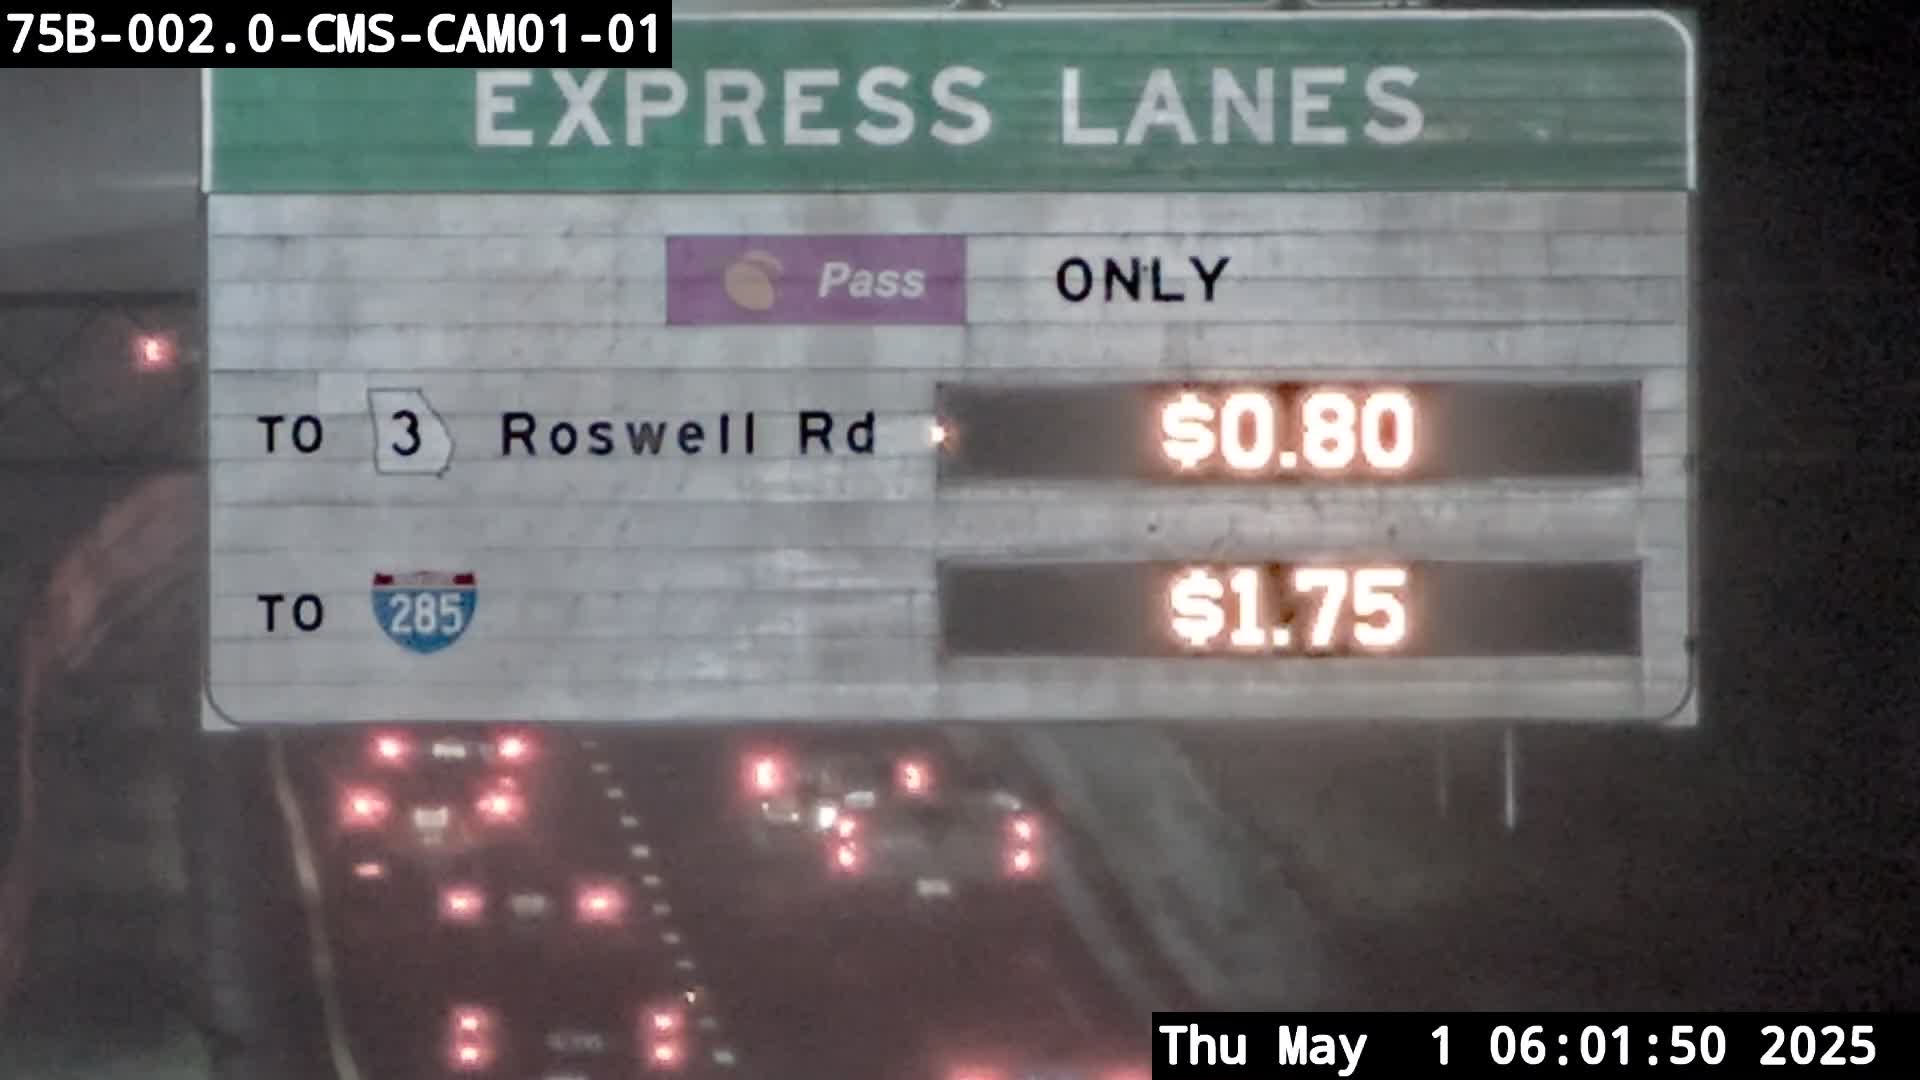 75B-002.0-CMS-CAM01-01
EXPRESS LANES
Pass ONLY
TO 3 Roswell Rd $0.80
TO 285 $1.75
Thu May 1 06:01:50 2025